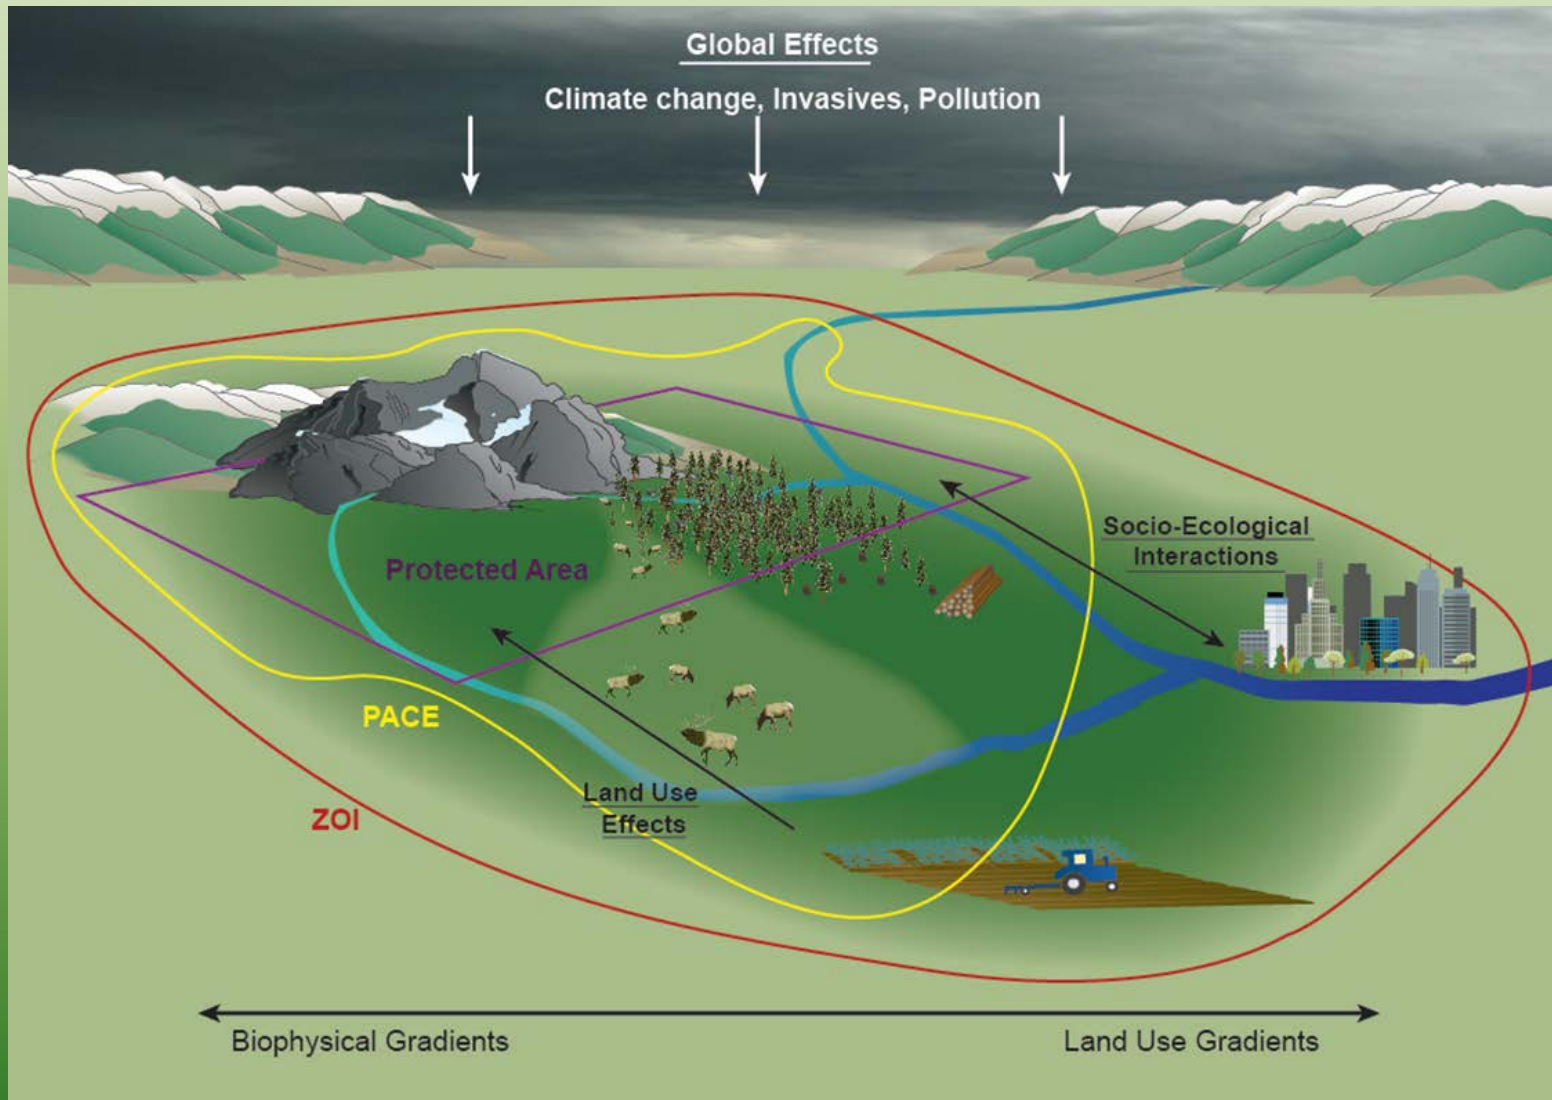 Global Effects
Climate change, Invasives, Pollution
Socio-Ecological
Interactions
Protected Area
PACE
Land Use
Effects
ZOI
Biophysical Gradients
Land Use Gradients